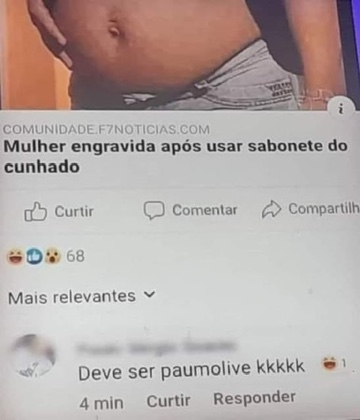 COMUNIDADE.F7NOTICIAS.COM
Mulher engravida após usar sabonete do
cunhado
Curtir
Comentar
Compartilh
68
Mais relevantes
Deve ser paumolive kkkkk
1
4 min
Curtir
Responder